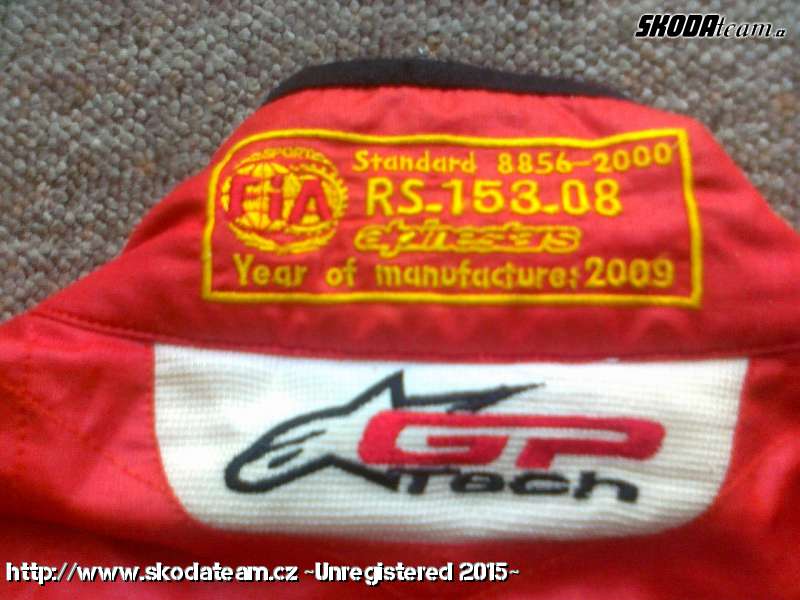 SKODAteam.cz
SPORT
FIA
Standard 8856-2000
RS-153-08
alpinestars
Year of manufacture: 2009
GP
Tech
http://www.skodateam.cz ~Unregistered 2015~